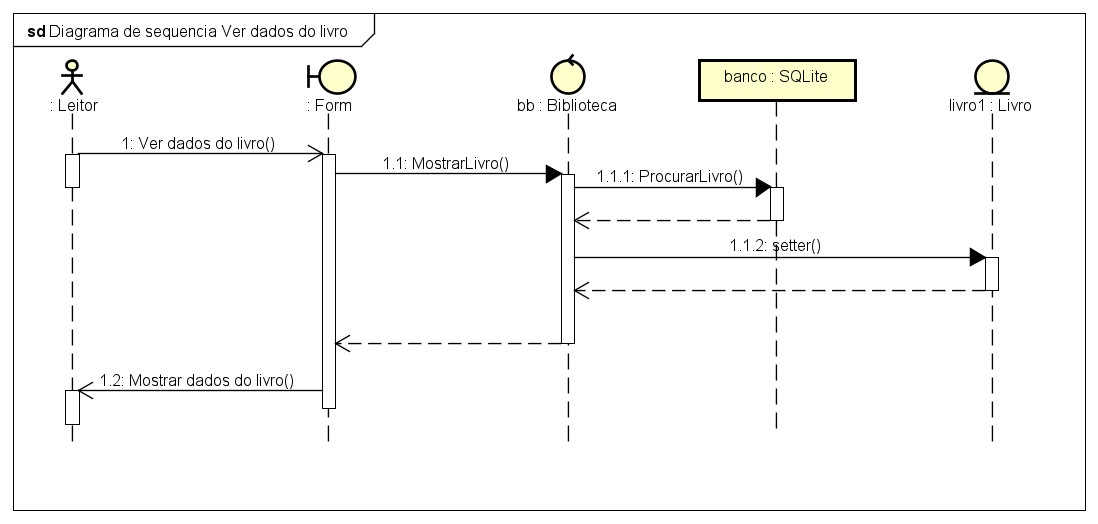 sd Diagrama de sequencia Ver dados do livro
: Leitor
: Form
bb : Biblioteca
banco : SQLite
livro1 : Livro
1: Ver dados do livro()
1.1: MostrarLivro()
1.1.1: ProcurarLivro()
1.1.2: setter()
1.2: Mostrar dados do livro()